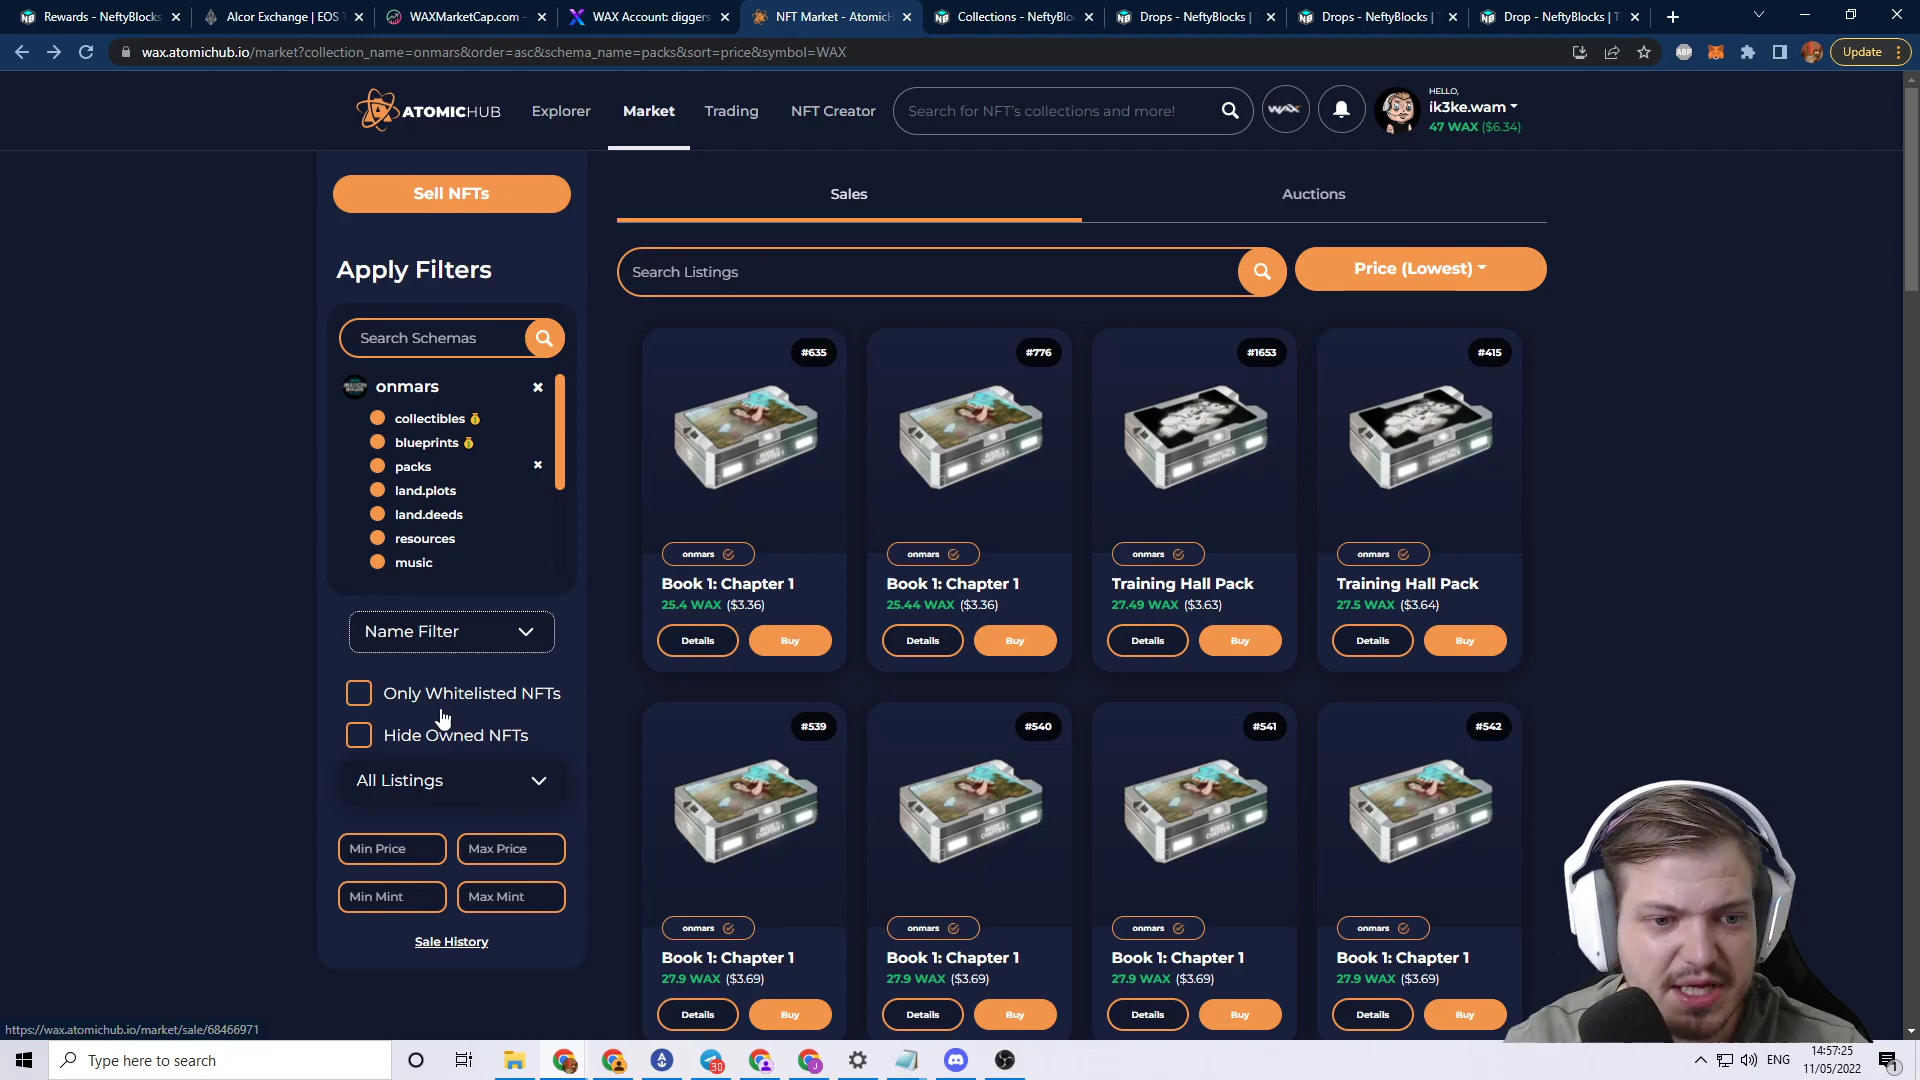 Rewards - NeftyBlocks
Alcor Exchange | EOS T
WAXMarketCap.com -
WAX Account: diggers
NFT Market - AtomicH
Collections - NeftyBlo
Drops - NeftyBlocks | T
Drops - NeftyBlocks | T
Drop - NeftyBlocks | Th
wax.atomichub.io/market?collection_name=onmars&order=asc&schema_name=packs&sort=price&symbol=WAX
ABP
Update
ATOMICHUB
Explorer
Market
Trading
NFT Creator
Search for NFT's collections and more!
WAX
HELLO,
ik3ke.wam
47 WAX ($6.34)
Sell NFTs
Sales
Auctions
Apply Filters
Search Listings
Price (Lowest)
Search Schemas
onmars
collectibles
blueprints
packs
land.plots
land.deeds
resources
music
Name Filter
Only Whitelisted NFTs
Hide Owned NFTs
All Listings
Min Price
Max Price
Min Mint
Max Mint
Sale History
#635
#776
#1653
#415
onmars
onmars
onmars
onmars
Book 1: Chapter 1
Book 1: Chapter 1
Training Hall Pack
Training Hall Pack
25.4 WAX ($3.36)
25.44 WAX ($3.36)
27.49 WAX ($3.63)
27.5 WAX ($3.64)
Details
Buy
Details
Buy
Details
Buy
Details
Buy
#539
#540
#541
#542
onmars
onmars
onmars
onmars
Book 1: Chapter 1
Book 1: Chapter 1
Book 1: Chapter 1
Book 1: Chapter 1
27.9 WAX ($3.69)
27.9 WAX ($3.69)
27.9 WAX ($3.69)
27.9 WAX ($3.69)
Details
Buy
Details
Buy
Details
Buy
Details
Buy
https://wax.atomichub.io/market/sale/68466971
Type here to search
30
ENG
14:57:25
11/05/2022
1